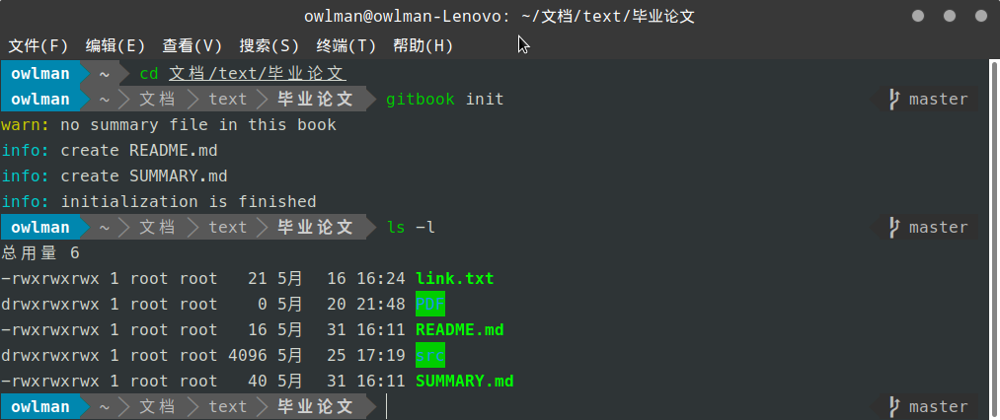 owlman@owlman-Lenovo: ~/文档/text/毕业论文
文件(F) 编辑(E) 查看(V) 搜索(S) 终端(T) 帮助(H)
owlman ~ cd 文档/text/毕业论文
owlman ~ 文档 text 毕业论文 gitbook init master
warn: no summary file in this book
info: create README.md
info: create SUMMARY.md
info: initialization is finished
owlman ~ 文档 text 毕业论文 ls -l master
总用量 6
-rwxrwxrwx 1 root root 21 5月 16 16:24 link.txt
drwxrwxrwx 1 root root 0 5月 20 21:48 PDF
-rwxrwxrwx 1 root root 16 5月 31 16:11 README.md
drwxrwxrwx 1 root root 4096 5月 25 17:19 src
-rwxrwxrwx 1 root root 40 5月 31 16:11 SUMMARY.md
owlman ~ 文档 text 毕业论文 master